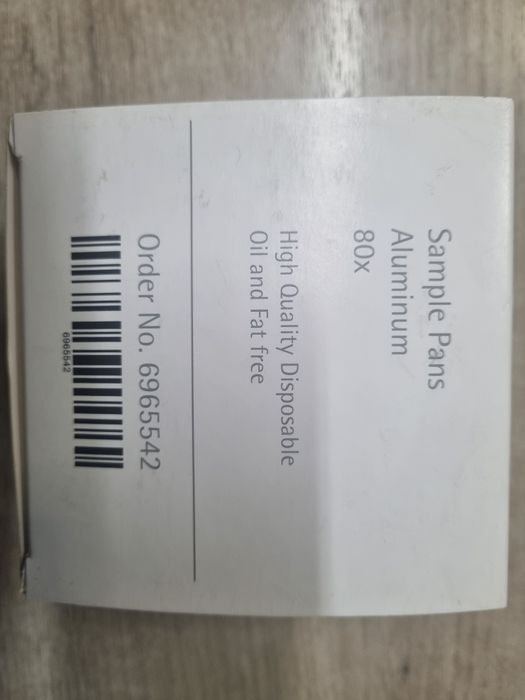 Sample Pans
Aluminum
80x
High Quality Disposable
Oil and Fat free
Order No. 6965542
6965542